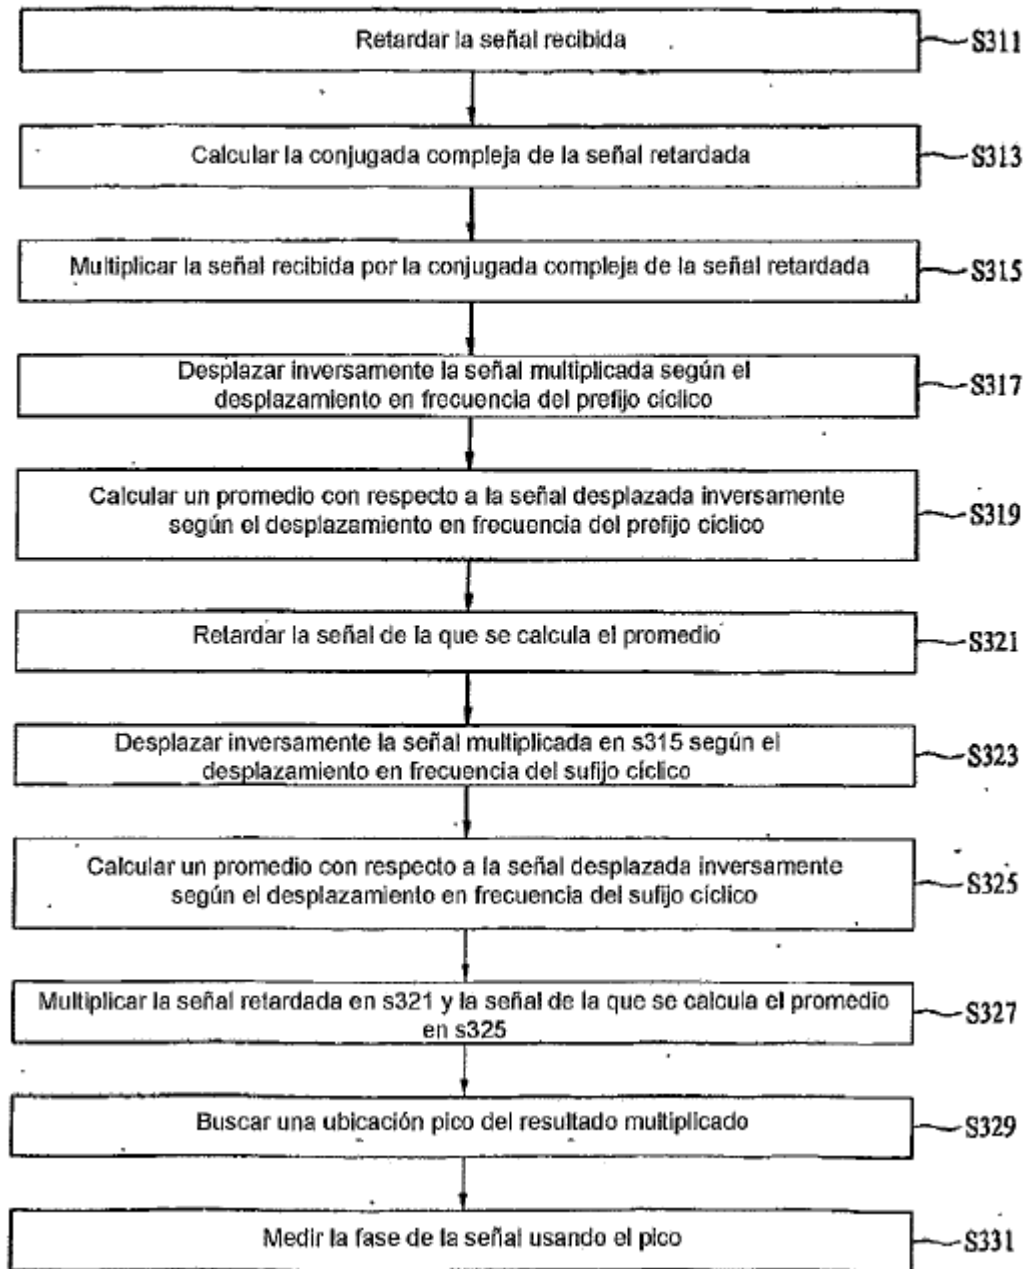 Retardar la señal recibida
S311
Calcular la conjugada compleja de la señal retardada
S313
Multiplicar la señal recibida por la conjugada compleja de la señal retardada
S315
Desplazar inversamente la señal multiplicada según el
desplazamiento en frecuencia del prefijo cíclico
S317
Calcular un promedio con respecto a la señal desplazada inversamente
según el desplazamiento en frecuencia del prefijo cíclico
S319
Retardar la señal de la que se calcula el promedio
S321
Desplazar inversamente la señal multiplicada en s315 según el
desplazamiento en frecuencia del sufijo cíclico
S323
Calcular un promedio con respecto a la señal desplazada inversamente
según el desplazamiento en frecuencia del sufijo cíclico
S325
Multiplicar la señal retardada en s321 y la señal de la que se calcula el promedio
en s325
S327
Buscar una ubicación pico del resultado multiplicado
S329
Medir la fase de la señal usando el pico
S331